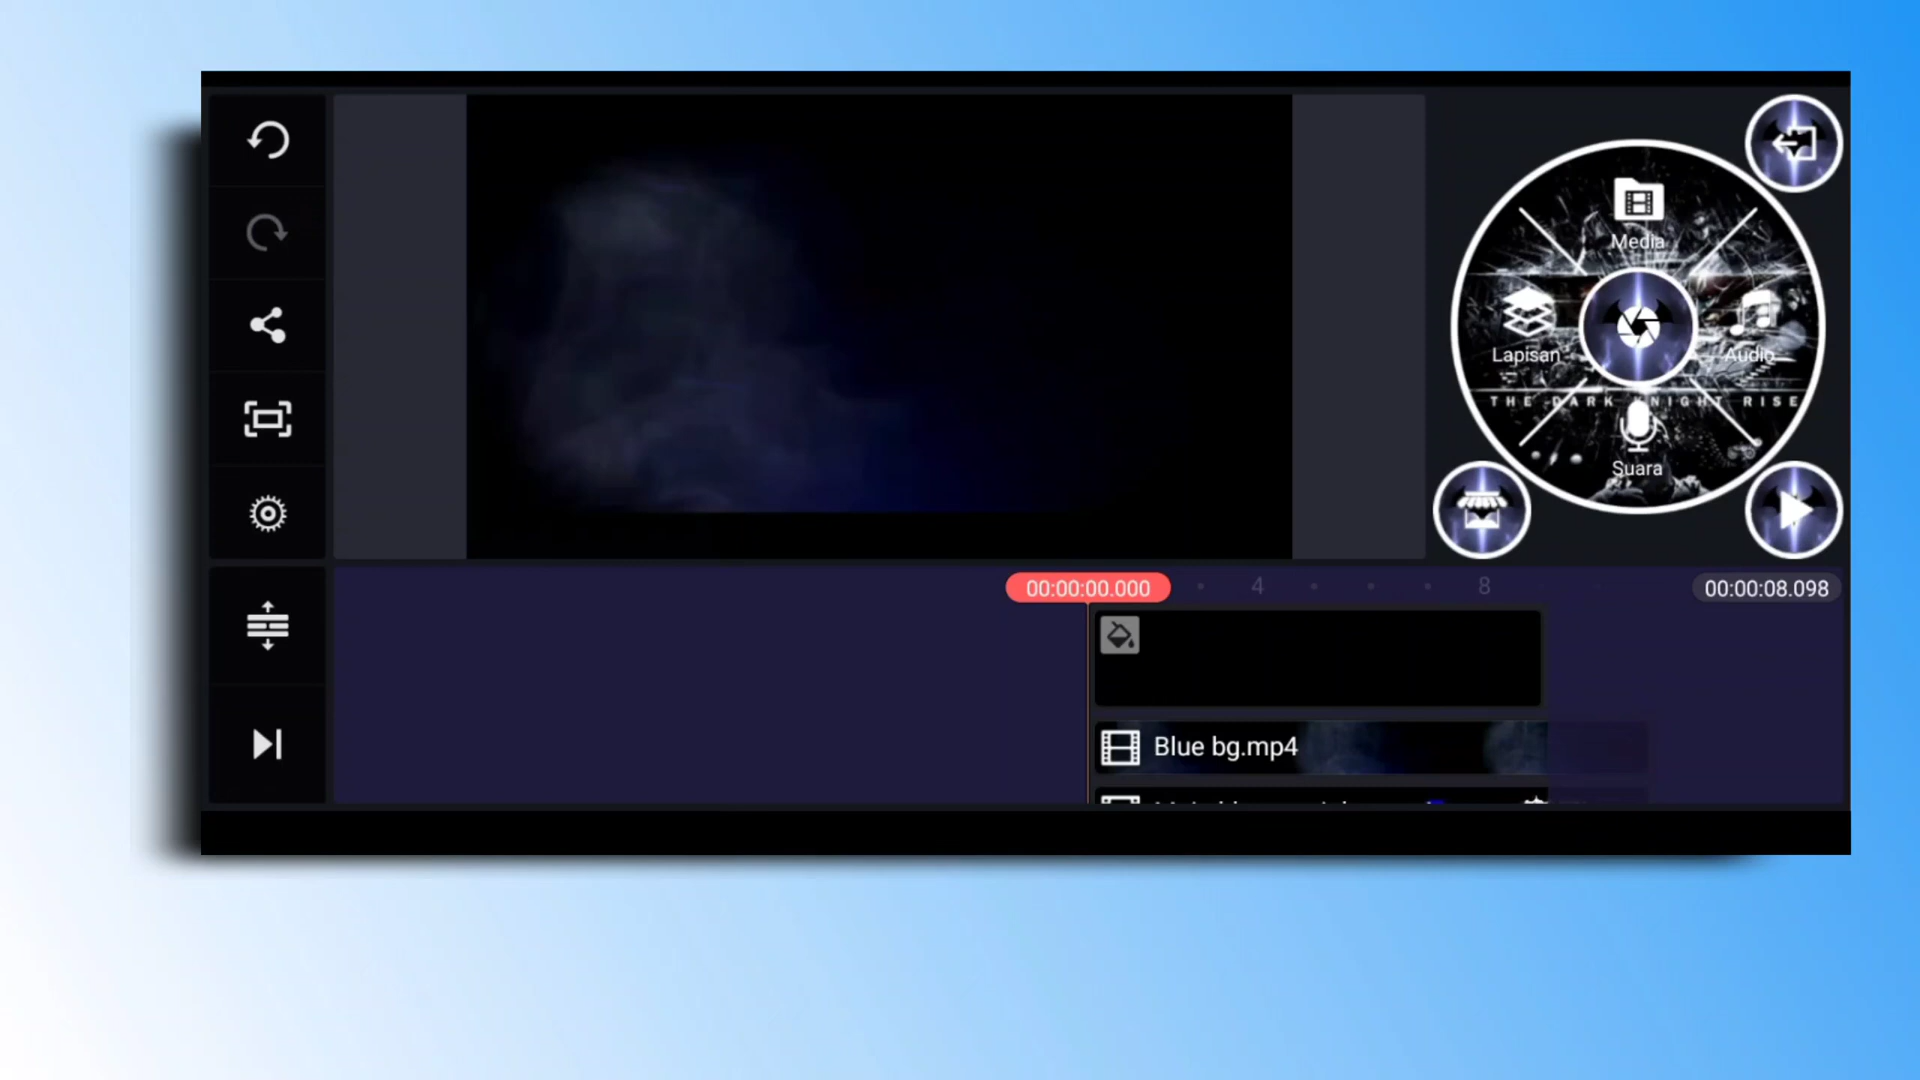 Media
Lapisan
Audio
THE DARK KNIGHT RISE
Suara
00:00:00.000
4
8
00:00:08.098
Blue bg.mp4